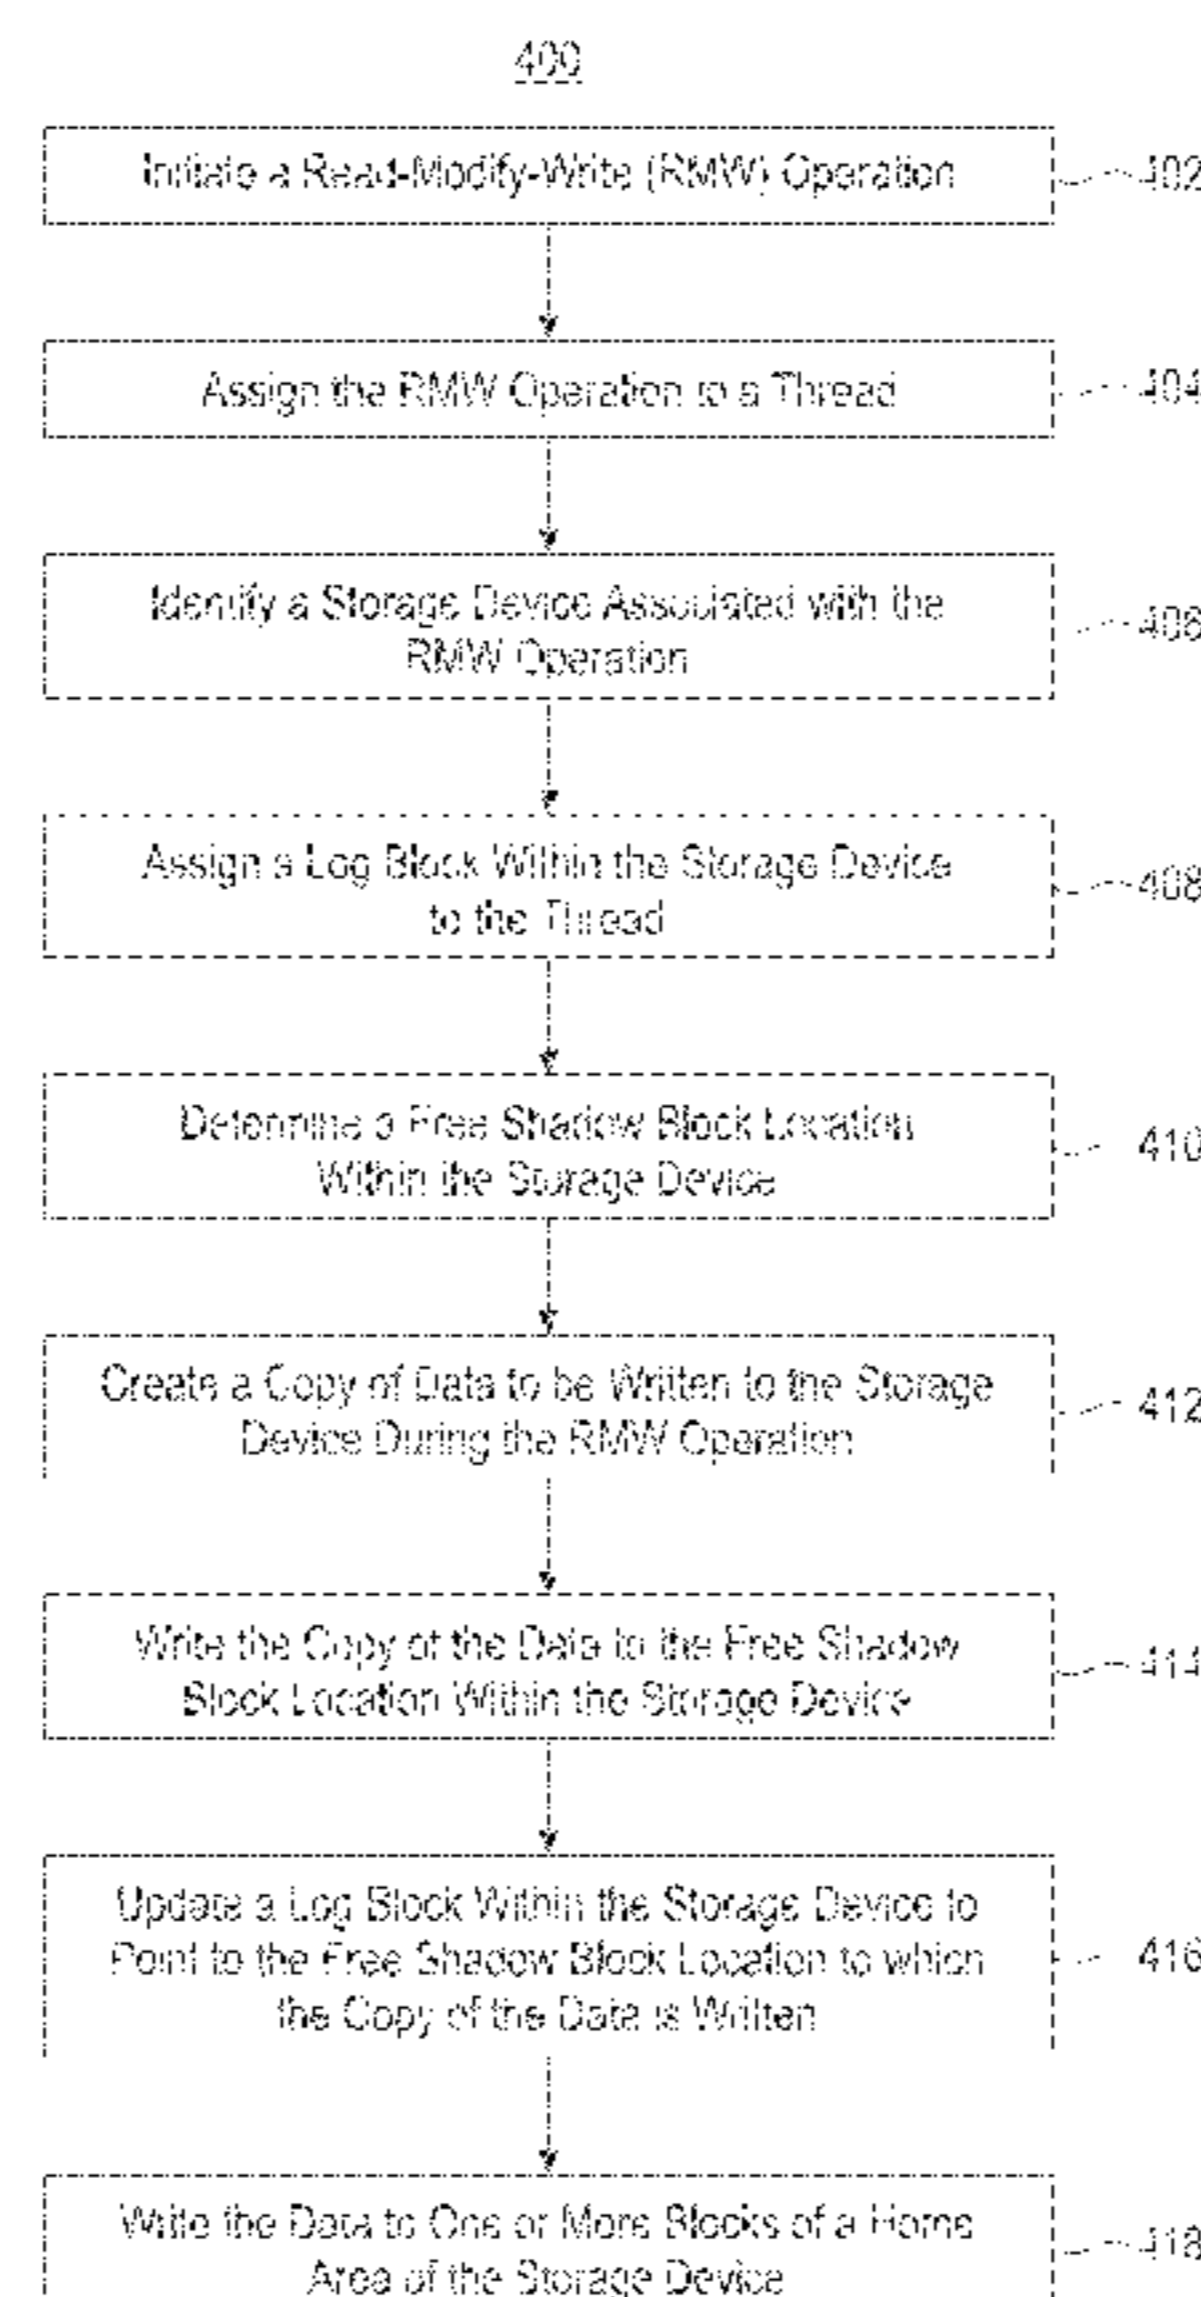 400
Initiate a Read-Modify-Write (RMW) Operation
402
Assign the RMW Operation to a Thread
404
Identify a Storage Device Associated with the
RMW Operation
406
Assign a Log Block Within the Storage Device
to the Thread
408
Determine a Free Shadow Block Location
Within the Storage Device
410
Create a Copy of Data to be Written to the Storage
Device During the RMW Operation
412
Write the Copy of the Data to the Free Shadow
Block Location Within the Storage Device
414
Update a Log Block Within the Storage Device to
Point to the Free Shadow Block Location to which
the Copy of the Data is Written
416
Write the Data to One or More Blocks of a Home
Area of the Storage Device
418